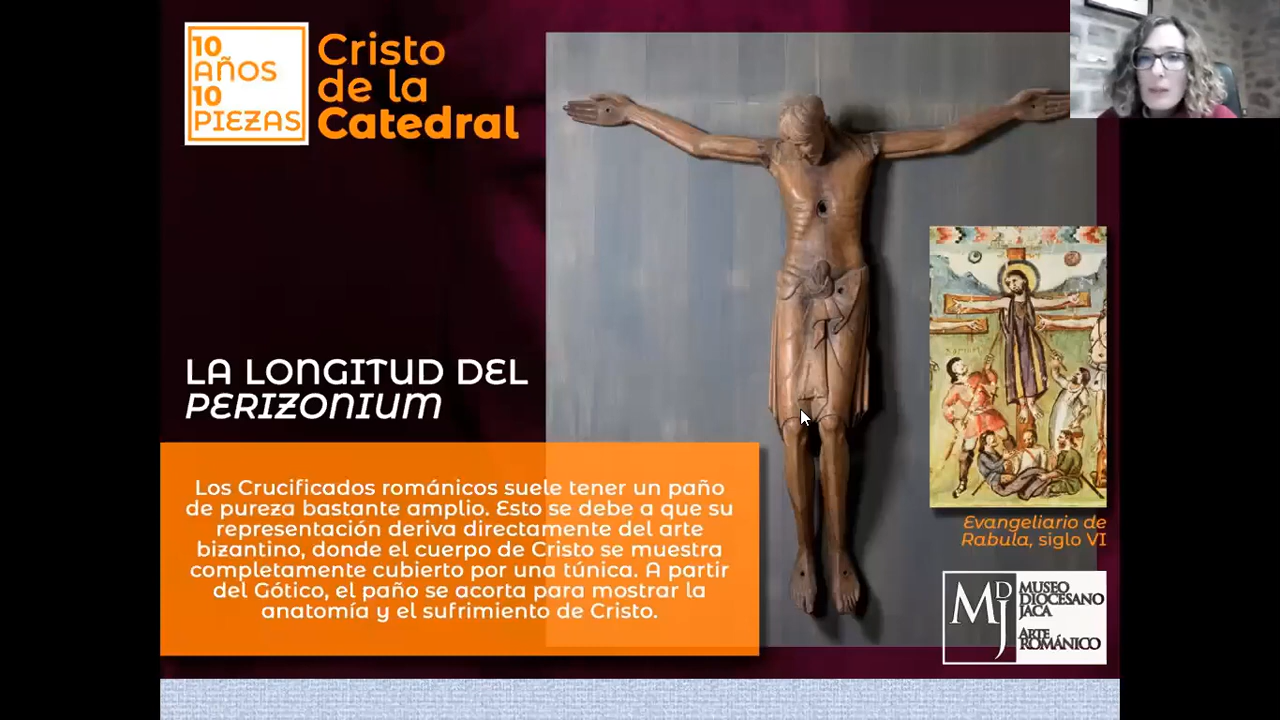 10
AÑOS
10
PIEZAS
Cristo
de la
Catedral
LA LONGITUD DEL
PERIZONIUM
Los Crucificados románicos suele tener un paño
de pureza bastante amplio. Esto se debe a que su
representación deriva directamente del arte
bizantino, donde el cuerpo de Cristo se muestra
completamente cubierto por una túnica. A partir
del Gótico, el paño se acorta para mostrar la
anatomía y el sufrimiento de Cristo.
Evangeliario de
Rabula, siglo VI
MDJ
MUSEO
DIOCESANO
JACA
ARTE
ROMÁNICO